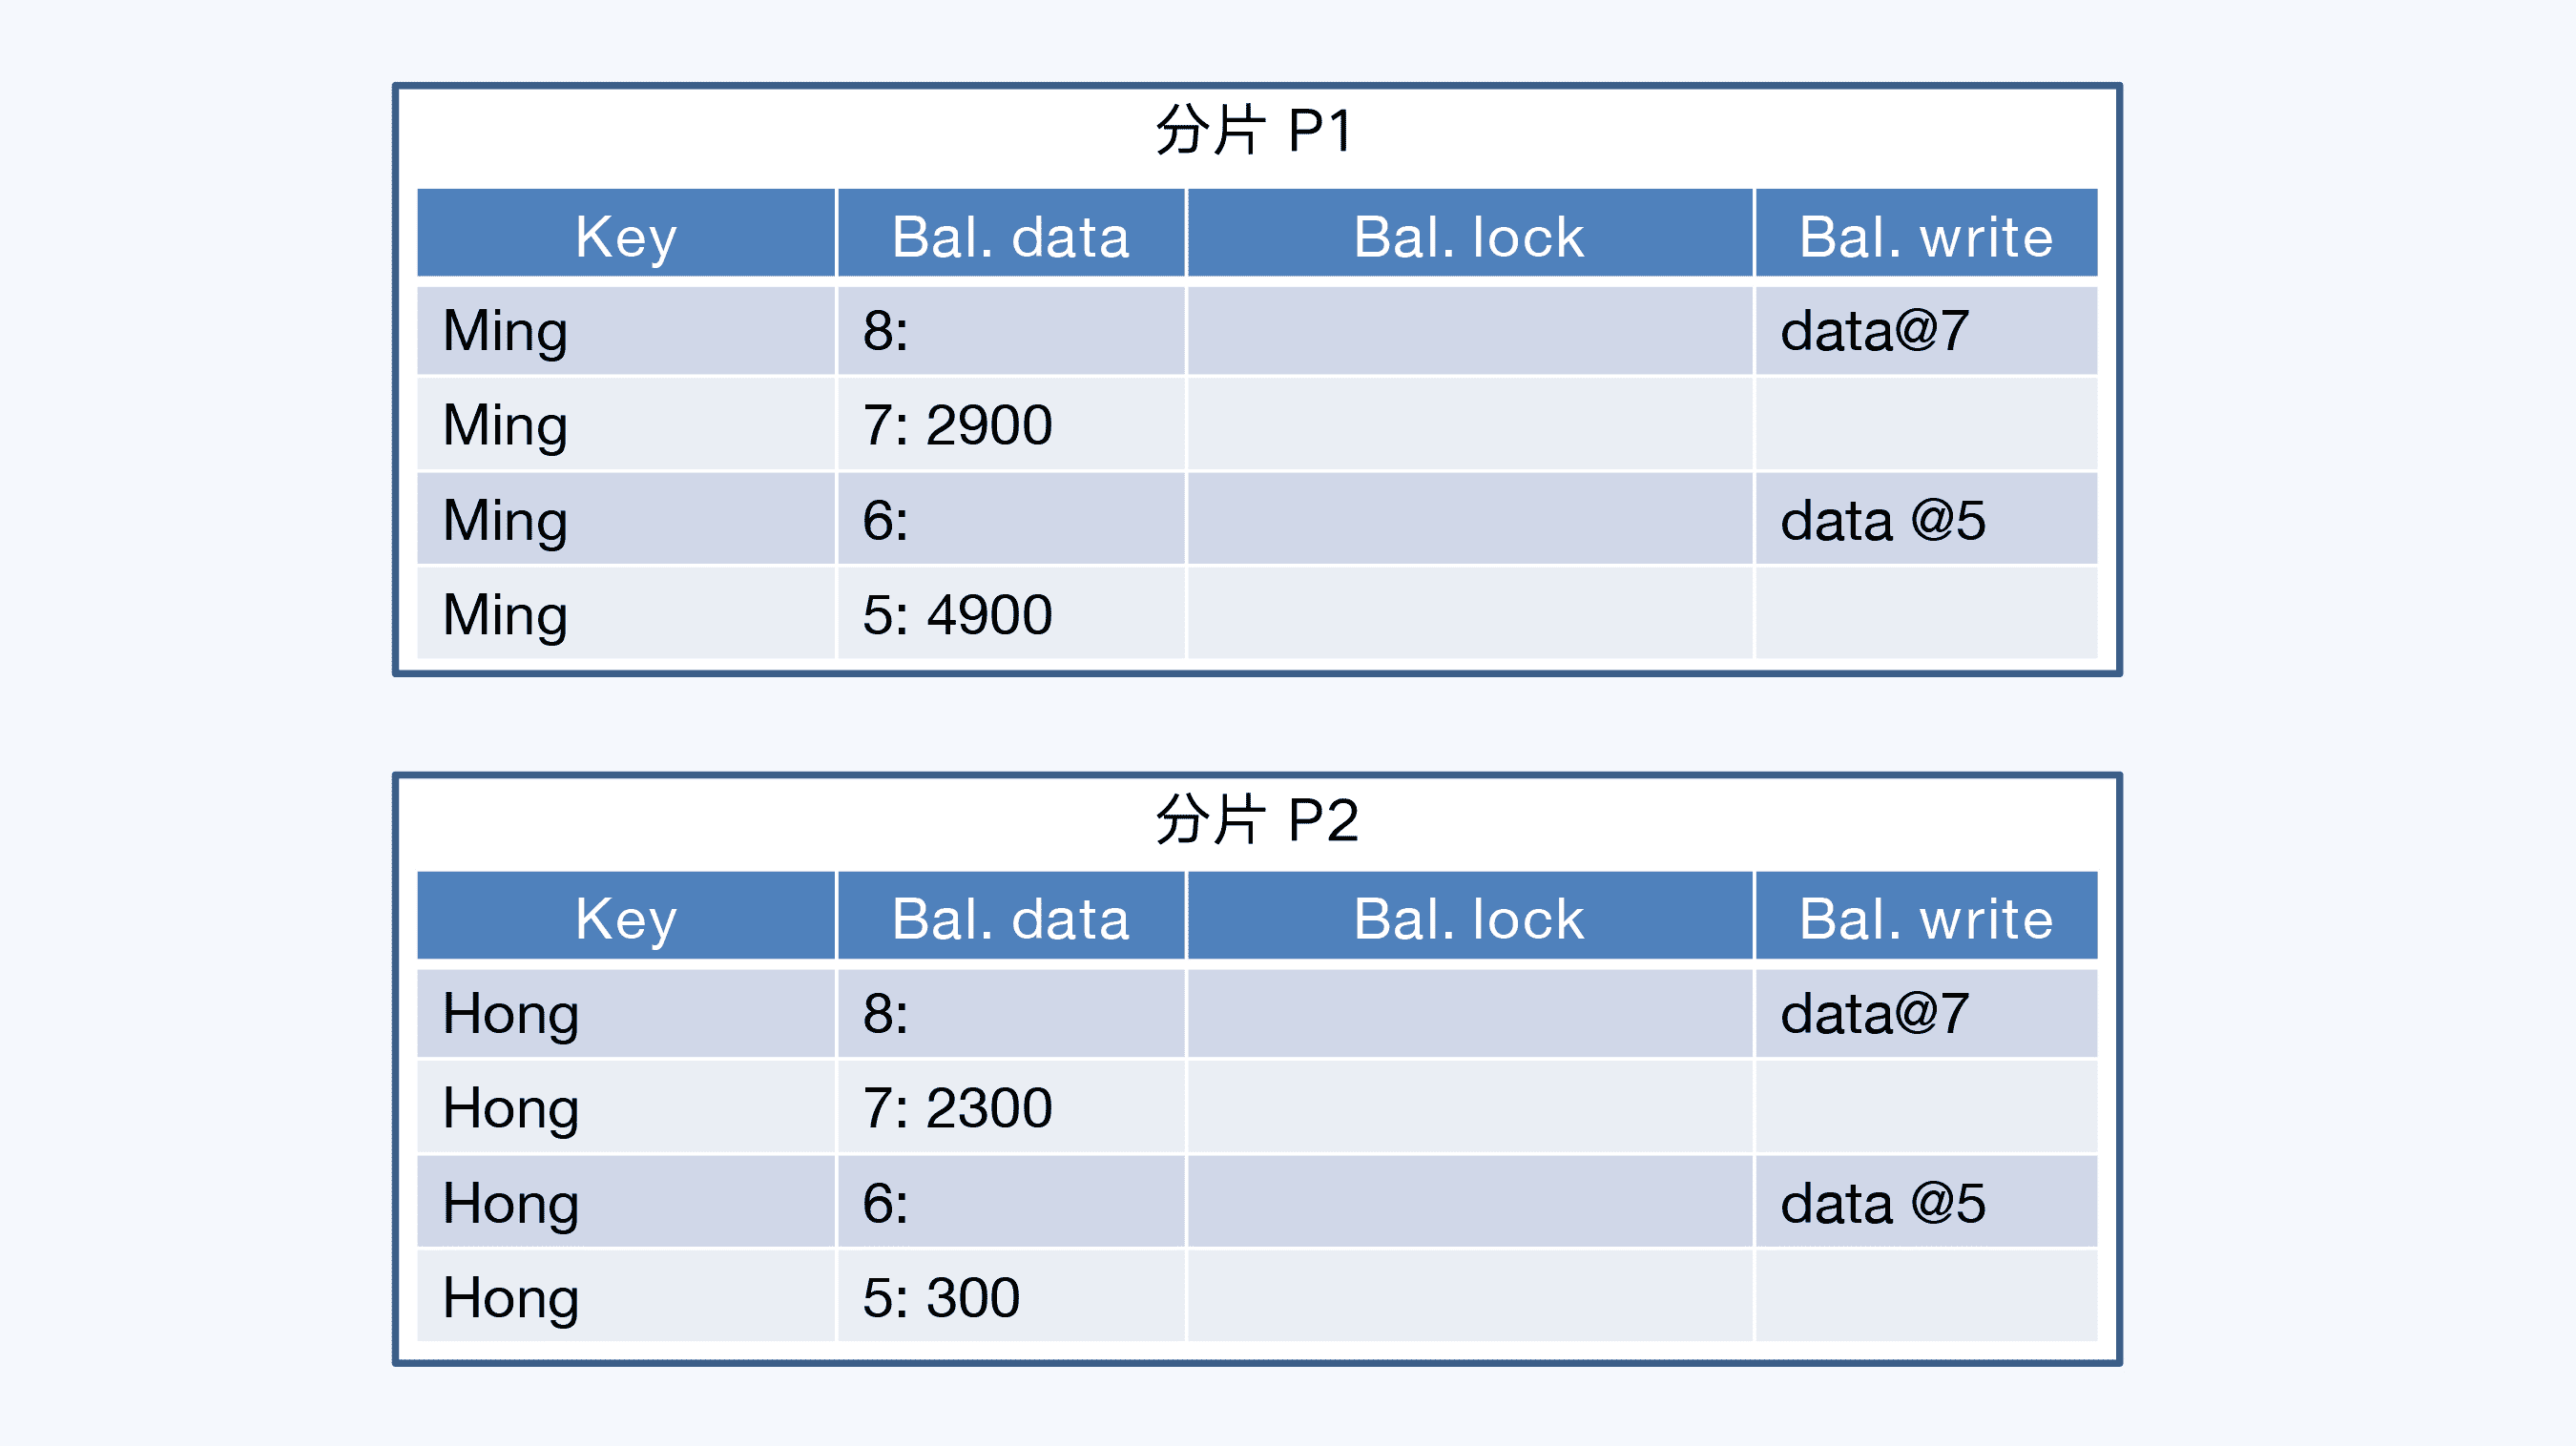 分片 P1
Key Bal. data Bal. lock Bal. write
Ming 8: data@7
Ming 7: 2900
Ming 6: data @5
Ming 5: 4900
分片 P2
Key Bal. data Bal. lock Bal. write
Hong 8: data@7
Hong 7: 2300
Hong 6: data @5
Hong 5: 300